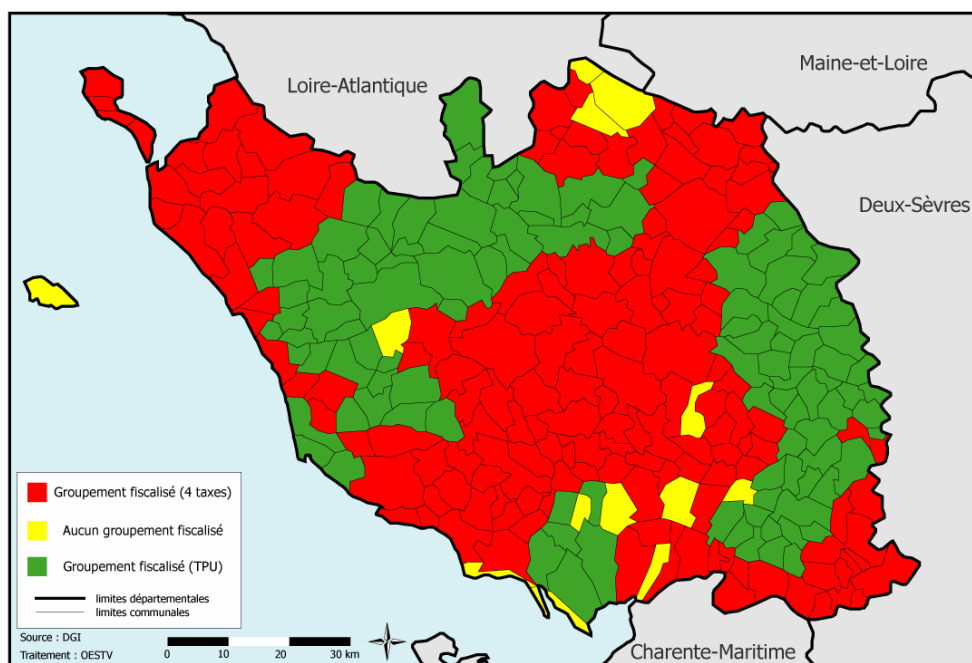 Loire-Atlantique
Maine-et-Loire
Deux-Sèvres
Groupement fiscalisé (4 taxes)
Aucun groupement fiscalisé
Groupement fiscalisé (TPU)
limites départementales
limites communales
Source : DGI
Traitement : OESTV
0 10 20 30 km
Charente-Maritime